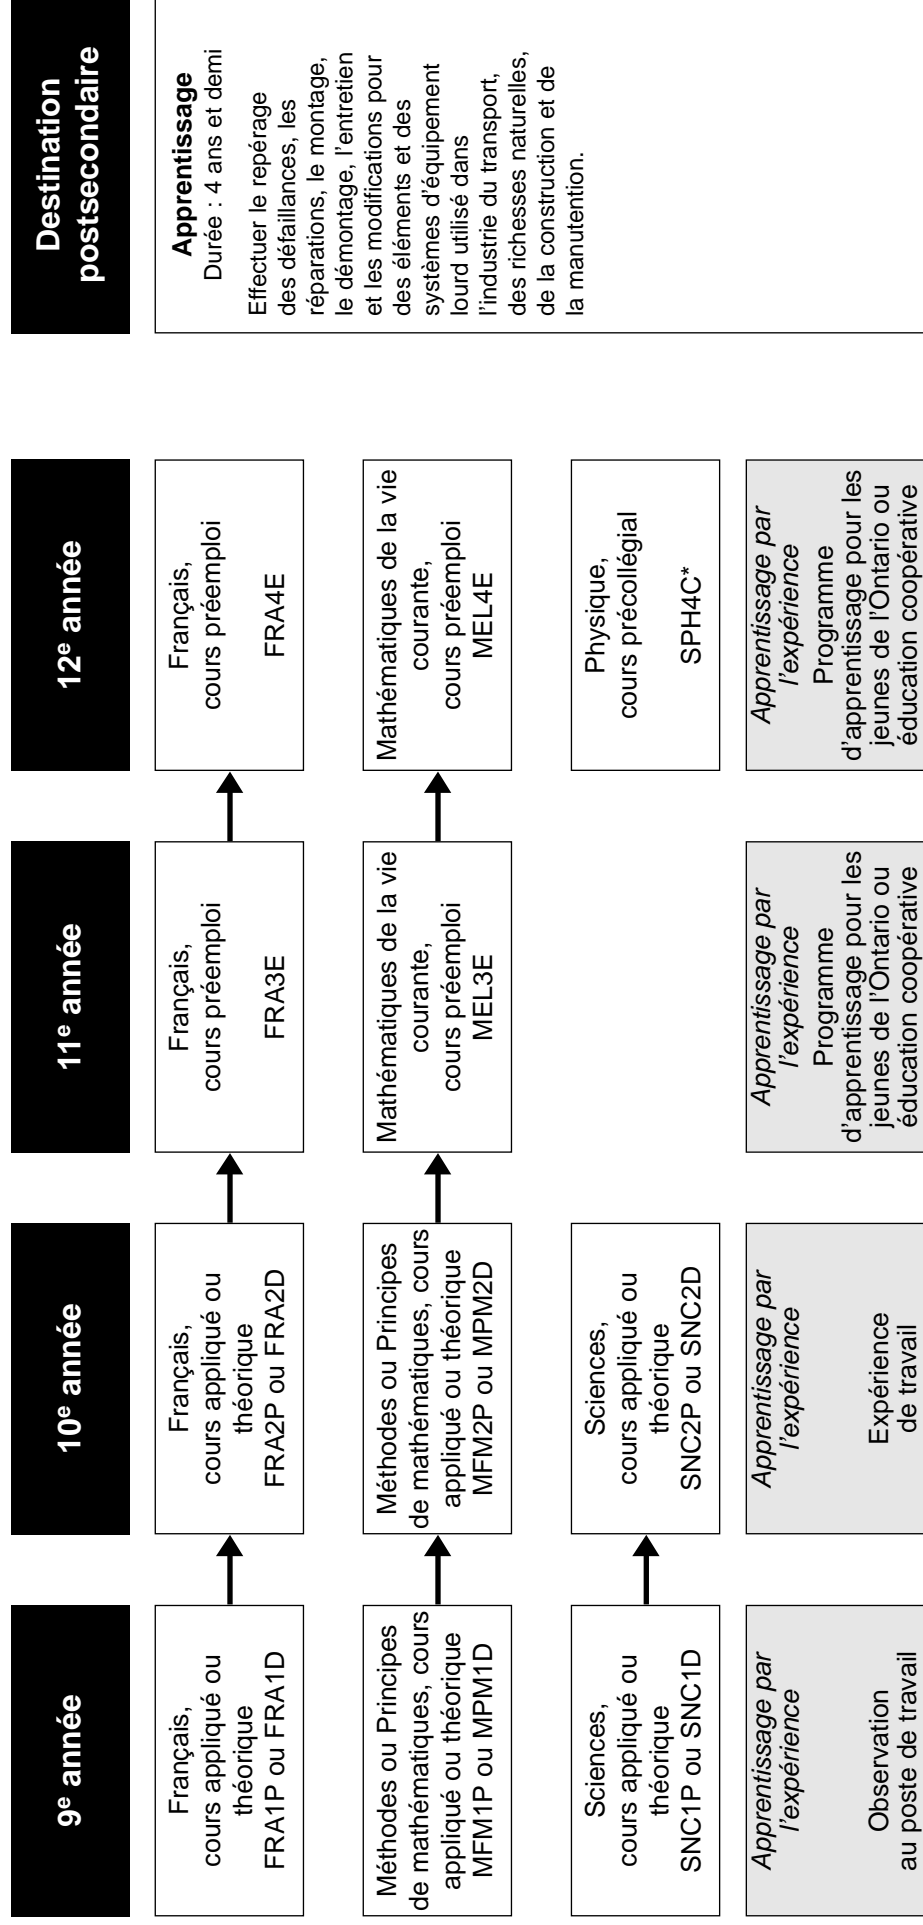 9e année
10e année
11e année
12e année
Destination
postsecondaire
Français,
cours appliqué ou
théorique
FRA1P ou FRA1D
Français,
cours appliqué ou
théorique
FRA2P ou FRA2D
Français,
cours préemploi
FRA3E
Français,
cours préemploi
FRA4E
Apprentissage
Durée : 4 ans et demi
Effectuer le repérage
des défaillances, les
réparations, le montage,
le démontage, l'entretien
et les modifications pour
des éléments et des
systèmes d'équipement
lourd utilisé dans
l'industrie du transport,
des richesses naturelles,
de la construction et de
la manutention.
Méthodes ou Principes
de mathématiques, cours
appliqué ou théorique
MFM1P ou MPM1D
Méthodes ou Principes
de mathématiques, cours
appliqué ou théorique
MFM2P ou MPM2D
Mathématiques de la vie
courante,
cours préemploi
MEL3E
Mathématiques de la vie
courante,
cours préemploi
MEL4E
Sciences,
cours appliqué ou
théorique
SNC1P ou SNC1D
Sciences,
cours appliqué ou
théorique
SNC2P ou SNC2D
Physique,
cours précollégial
SPH4C*
Apprentissage par
l'expérience
Observation
au poste de travail
Apprentissage par
l'expérience
Expérience
de travail
Apprentissage par
l'expérience
Programme
d'apprentissage pour les
jeunes de l'Ontario ou
éducation coopérative
Apprentissage par
l'expérience
Programme
d'apprentissage pour les
jeunes de l'Ontario ou
éducation coopérative